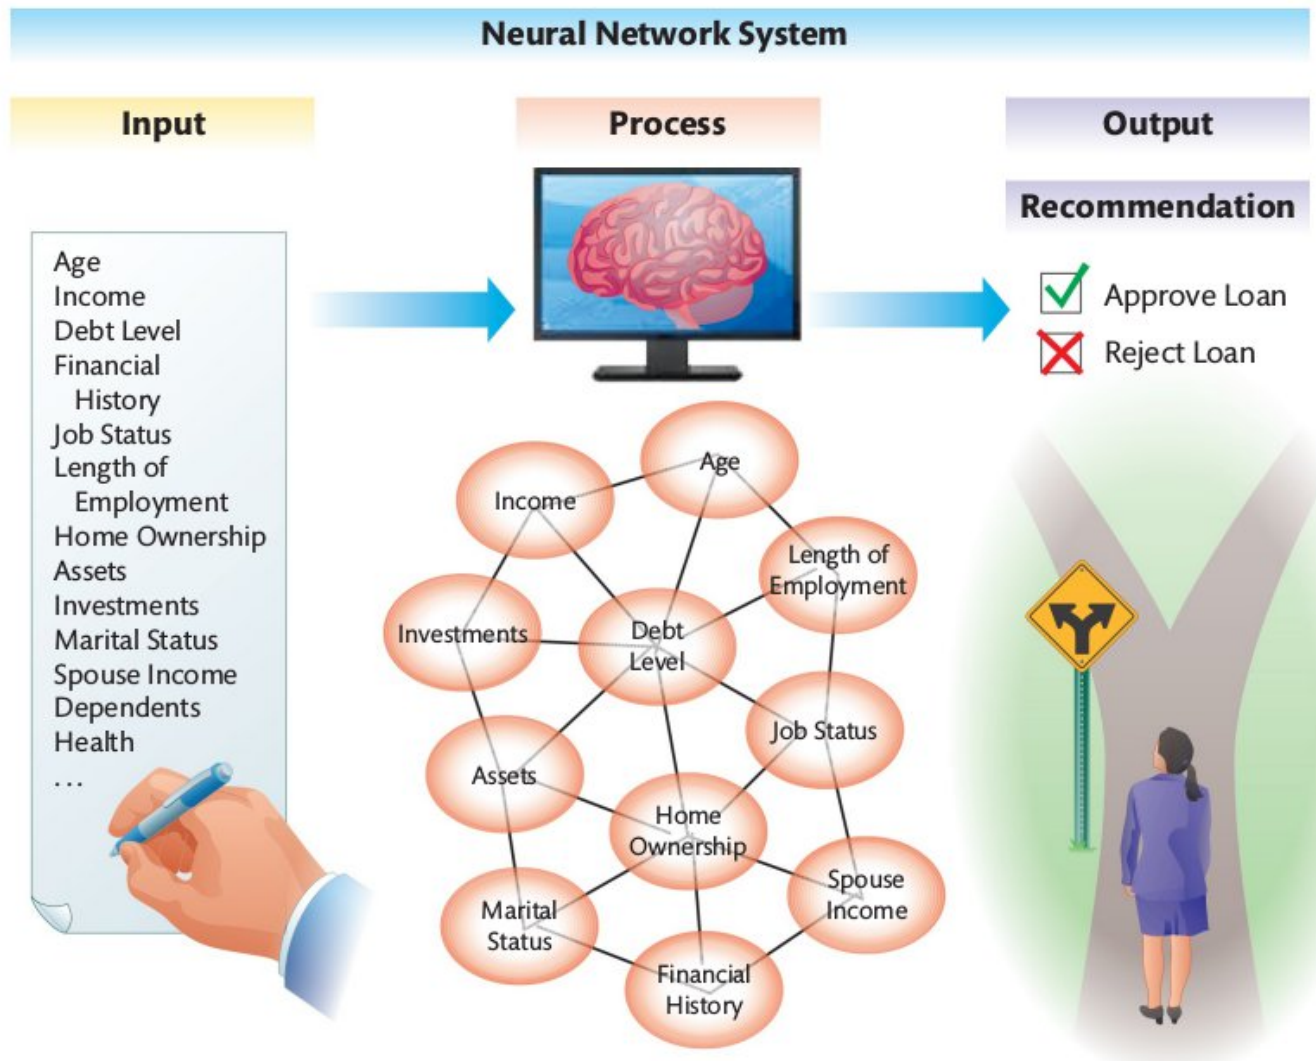 Neural Network System
Input
Process
Output
Recommendation
Approve Loan
Reject Loan
Age
Income
Debt Level
Financial
History
Job Status
Length of
Employment
Home Ownership
Assets
Investments
Marital Status
Spouse Income
Dependents
Health
...
Age
Income
Length of
Employment
Investments
Debt
Level
Job Status
Assets
Home
Ownership
Spouse
Income
Marital
Status
Financial
History